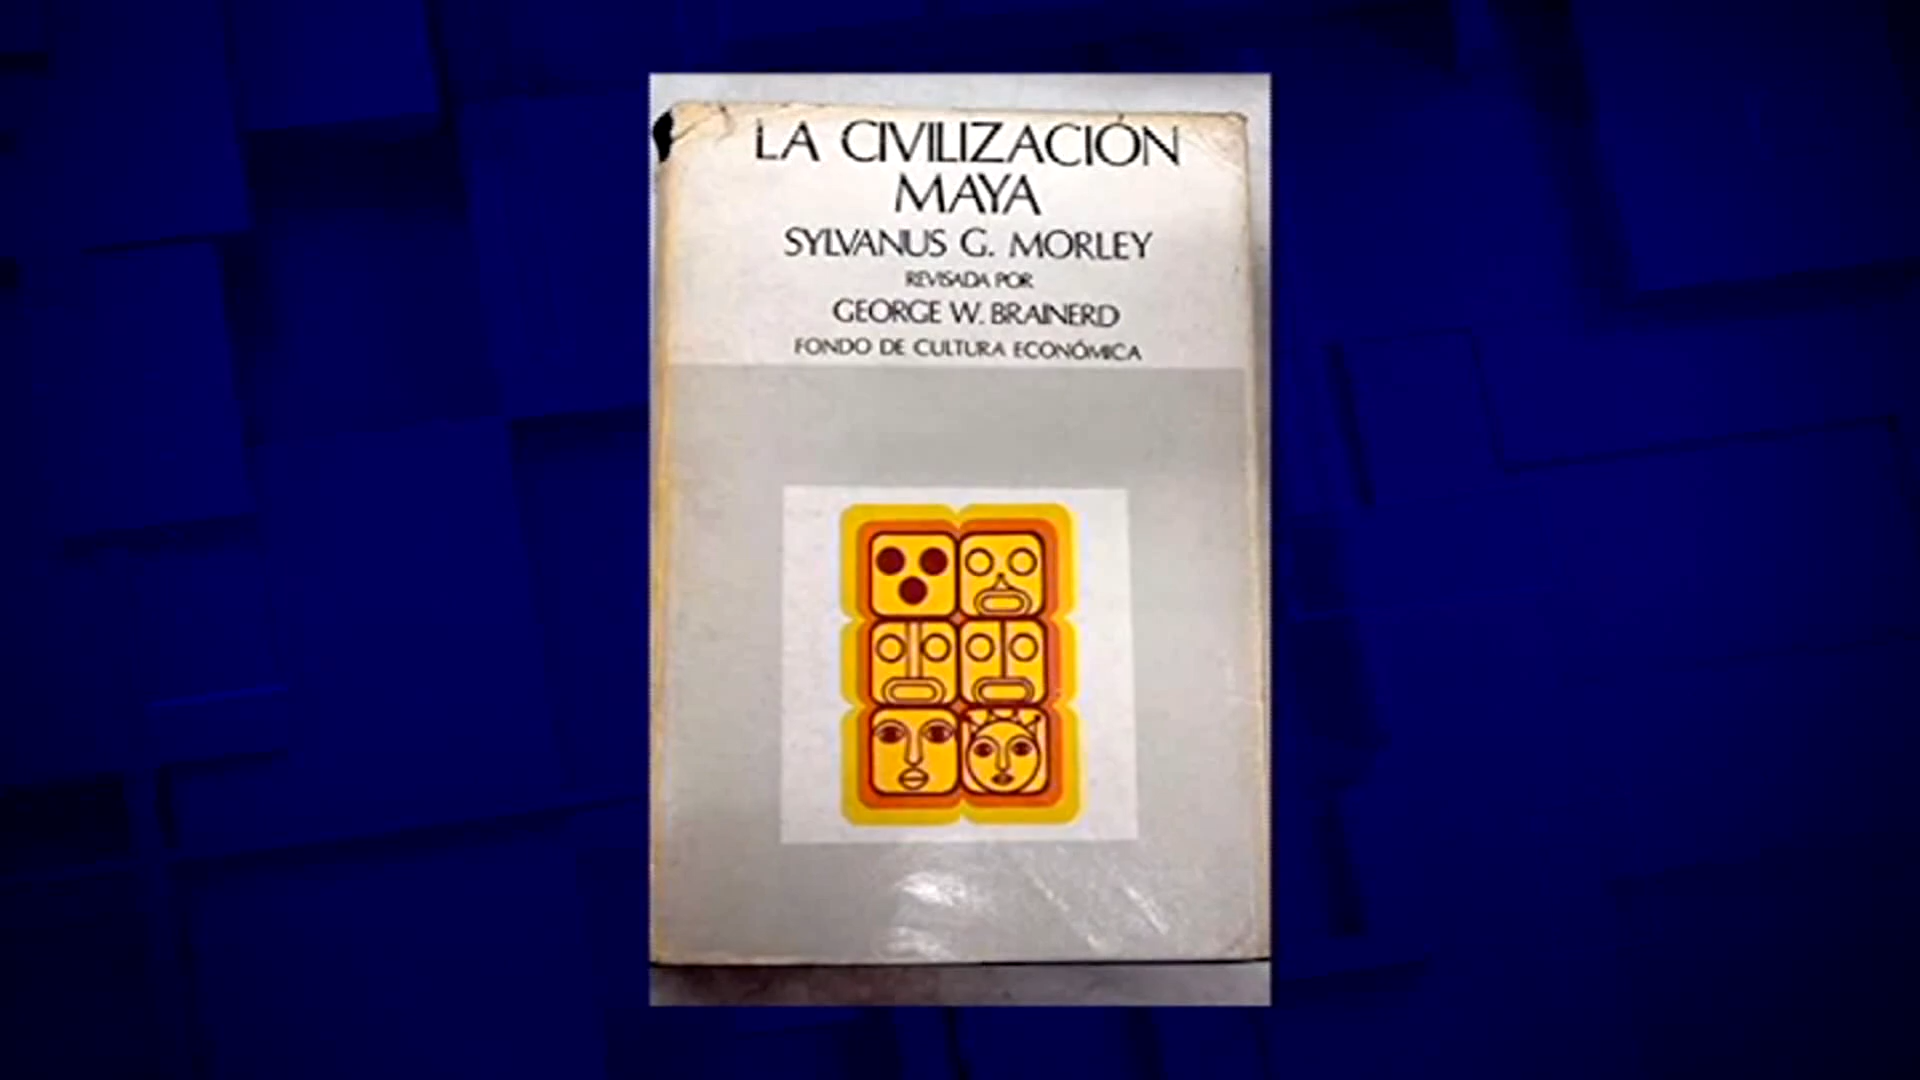 LA CIVILIZACIÓN
MAYA
SYLVANUS G. MORLEY
REVISADA POR
GEORGE W. BRAINERD
FONDO DE CULTURA ECONÓMICA